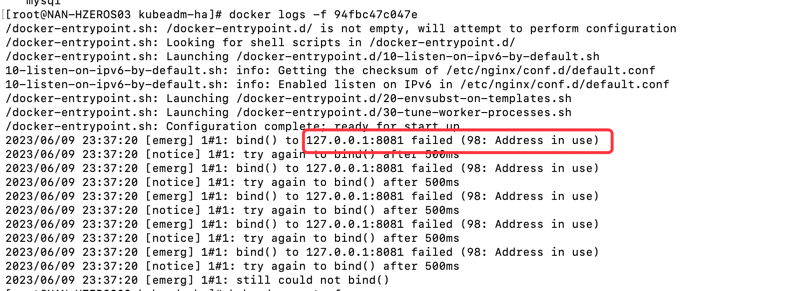 mysql
[root@NAN-HZEROS03 kubeadm-ha]# docker logs -f 94fbc47c047e
/docker-entrypoint.sh: /docker-entrypoint.d/ is not empty, will attempt to perform configuration
/docker-entrypoint.sh: Looking for shell scripts in /docker-entrypoint.d/
/docker-entrypoint.sh: Launching /docker-entrypoint.d/10-listen-on-ipv6-by-default.sh
10-listen-on-ipv6-by-default.sh: info: Getting the checksum of /etc/nginx/conf.d/default.conf
10-listen-on-ipv6-by-default.sh: info: Enabled listen on IPv6 in /etc/nginx/conf.d/default.conf
/docker-entrypoint.sh: Launching /docker-entrypoint.d/20-envsubst-on-templates.sh
/docker-entrypoint.sh: Launching /docker-entrypoint.d/30-tune-worker-processes.sh
/docker-entrypoint.sh: Configuration complete; ready for start up
2023/06/09 23:37:20 [emerg] 1#1: bind() to 127.0.0.1:8081 failed (98: Address in use)
2023/06/09 23:37:20 [notice] 1#1: try again to bind() after 500ms
2023/06/09 23:37:20 [emerg] 1#1: bind() to 127.0.0.1:8081 failed (98: Address in use)
2023/06/09 23:37:20 [notice] 1#1: try again to bind() after 500ms
2023/06/09 23:37:20 [emerg] 1#1: bind() to 127.0.0.1:8081 failed (98: Address in use)
2023/06/09 23:37:20 [notice] 1#1: try again to bind() after 500ms
2023/06/09 23:37:20 [emerg] 1#1: bind() to 127.0.0.1:8081 failed (98: Address in use)
2023/06/09 23:37:20 [notice] 1#1: try again to bind() after 500ms
2023/06/09 23:37:20 [emerg] 1#1: bind() to 127.0.0.1:8081 failed (98: Address in use)
2023/06/09 23:37:20 [notice] 1#1: try again to bind() after 500ms
2023/06/09 23:37:20 [emerg] 1#1: still could not bind()